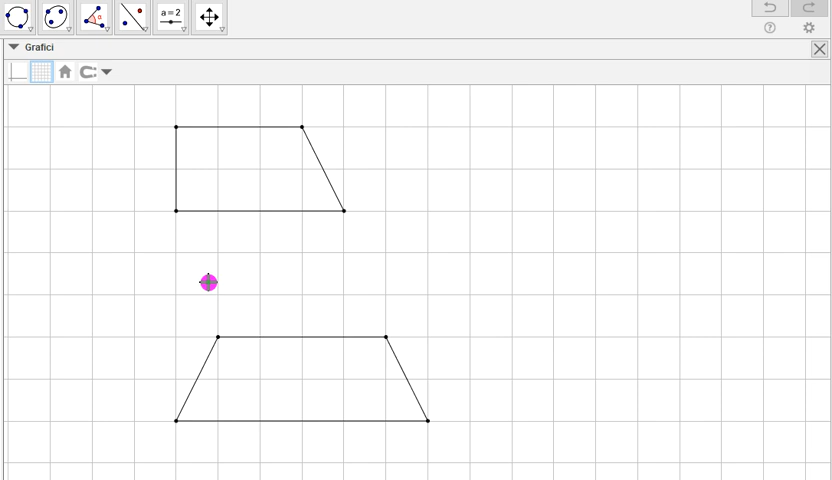 α
a = 2
Grafici